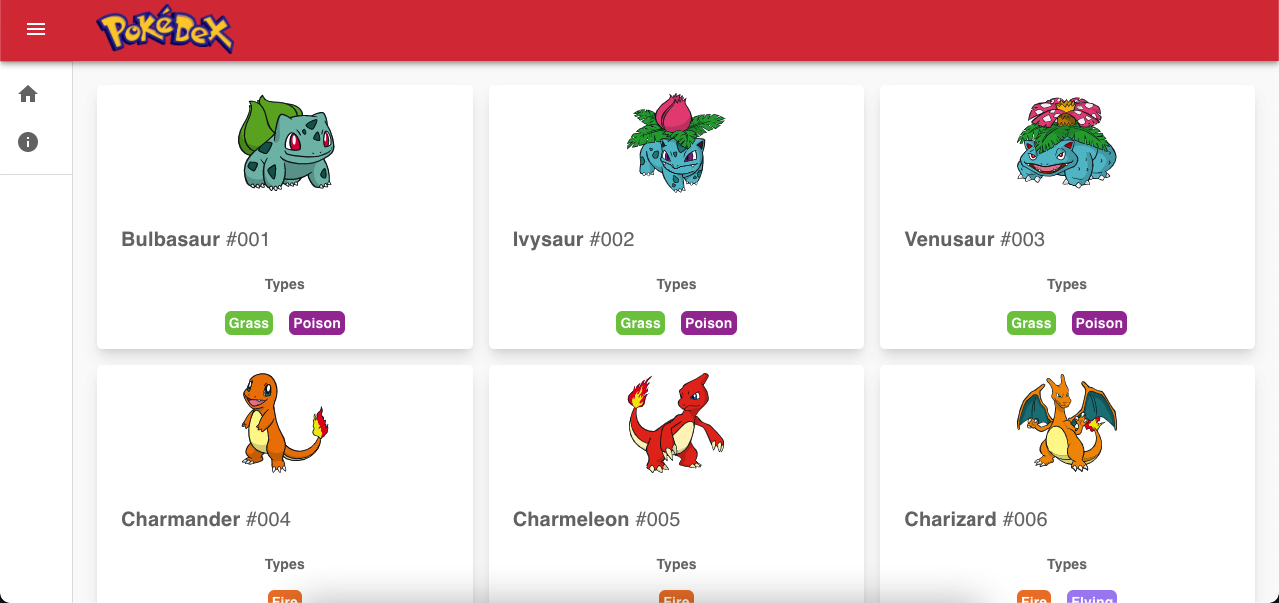 PokéDex
Bulbasaur #001
Types
Grass Poison
Ivysaur #002
Types
Grass Poison
Venusaur #003
Types
Grass Poison
Charmander #004
Types
Fire
Charmeleon #005
Types
Fire
Charizard #006
Types
Fire Flying